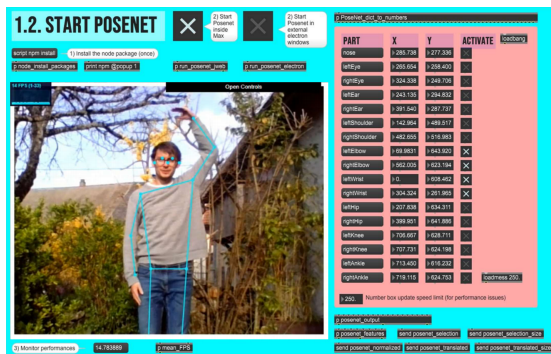 1.2. START POSENET
2) Start
Posenet
inside
Max
2) Start
Posenet in
external
electron
windows
script npm install
1) Install the node package (once)
p node_install_packages
print npm @popup 1
p run_posenet_jweb
p run_posenet_electron
14 FPS (1-23)
Open Controls
3) Monitor performances
14.783889
p mean_FPS
p PoseNet_dict_to_numbers
PART X Y ACTIVATE
loadbang
nose 285.738 277.336
leftEye 265.654 258.400
rightEye 324.338 249.706
leftEar 243.135 294.832
rightEar 391.540 287.737
leftShoulder 142.964 489.517
rightShoulder 482.655 516.983
leftElbow 69.9831 643.920
rightElbow 562.005 623.194
leftWrist 0. 608.462
rightWrist 304.324 261.965
leftHip 207.838 634.311
rightHip 399.951 641.886
leftKnee 706.667 628.711
rightKnee 707.731 624.198
leftAnkle 713.450 616.232
rightAnkle 719.115 624.753
loadmess 250.
250.
Number box update speed limit (for performance issues)
p posenet_output
p posenet_features
send posenet_selection
send posenet_selection_size
send posenet_normalized
send posenet_translated
send posenet_translated_size